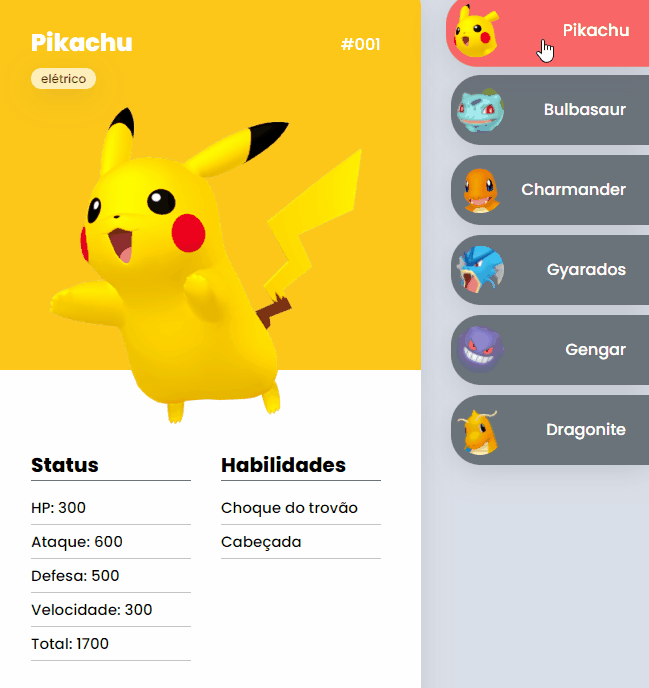 Pikachu
#001
elétrico
Status
HP: 300
Ataque: 600
Defesa: 500
Velocidade: 300
Total: 1700
Habilidades
Choque do trovão
Cabeçada
Pikachu
Bulbasaur
Charmander
Gyarados
Gengar
Dragonite